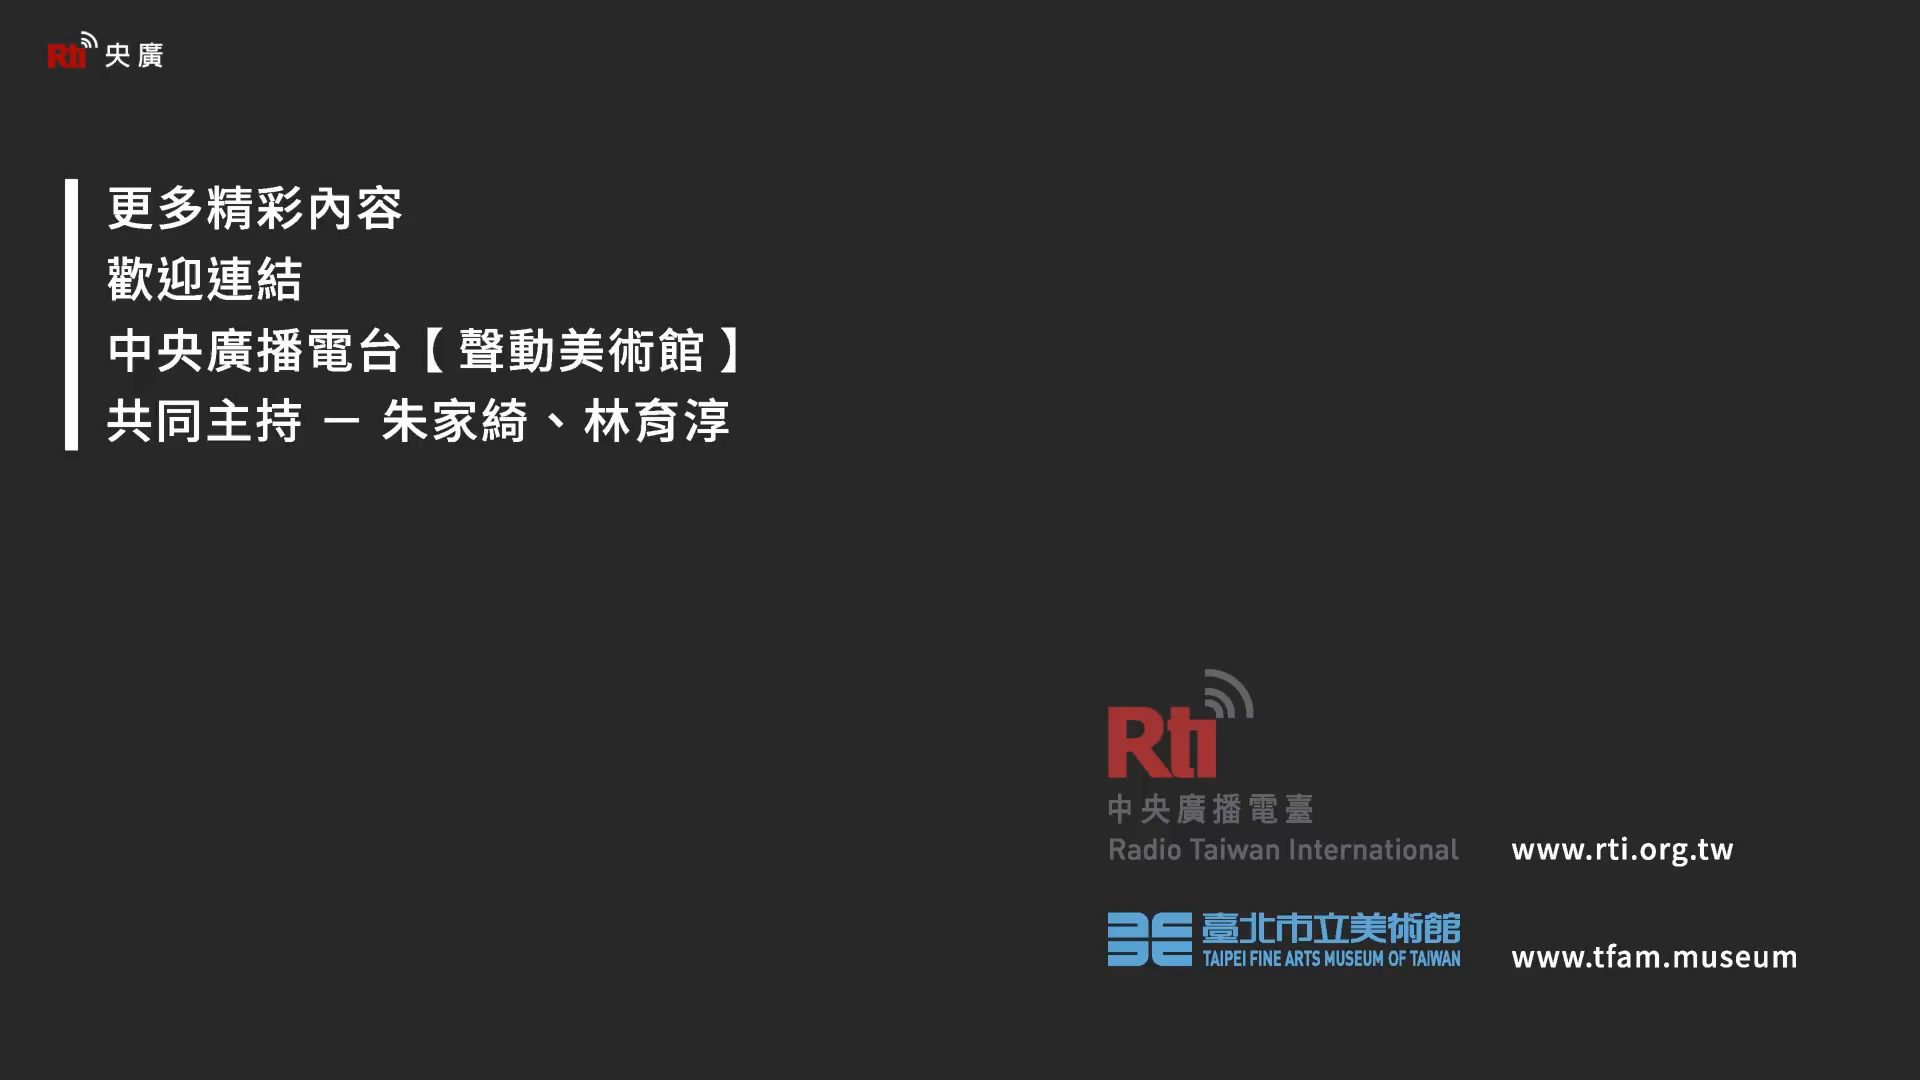 Rti 央廣
更多精彩內容
歡迎連結
中央廣播電台【聲動美術館】
共同主持 － 朱家綺、林育淳
Rti
中央廣播電臺
Radio Taiwan International
www.rti.org.tw
臺北市立美術館
TAIPEI FINE ARTS MUSEUM OF TAIWAN
www.tfam.museum